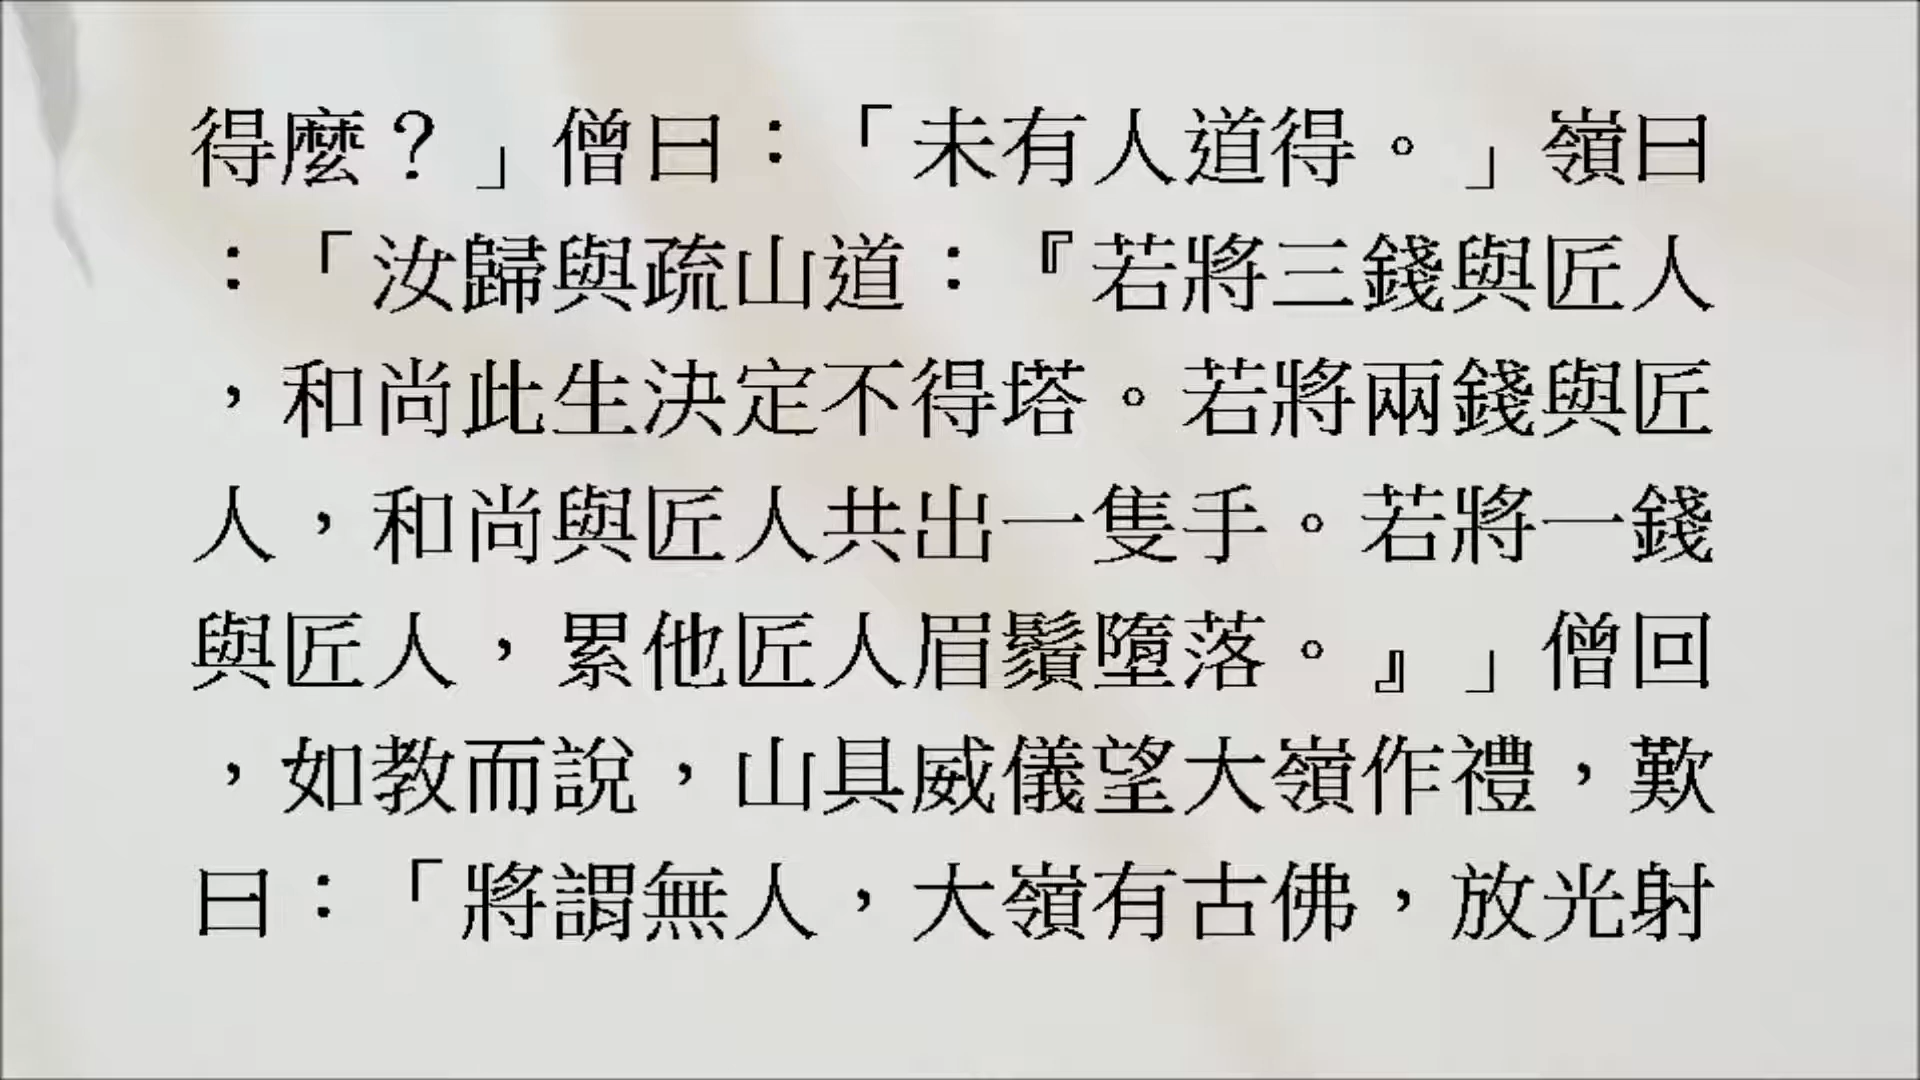 得麼？」僧曰：「未有人道得。」嶺曰
：「汝歸與疏山道：『若將三錢與匠人
，和尚此生決定不得塔。若將兩錢與匠
人，和尚與匠人共出一隻手。若將一錢
與匠人，累他匠人眉鬚墮落。』」僧回
，如教而說，山具威儀望大嶺作禮，歎
曰：「將謂無人，大嶺有古佛，放光射